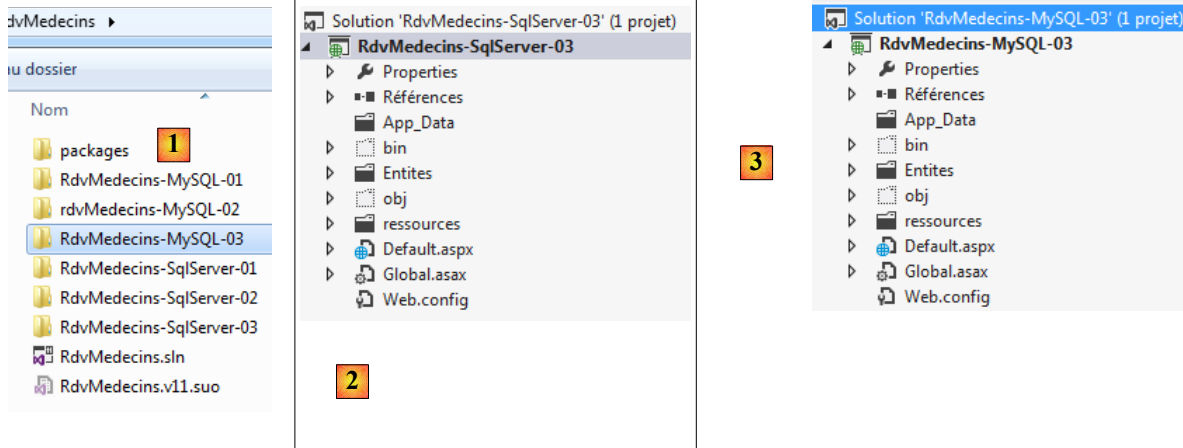 dvMedecins
u dossier
Nom
packages
1
RdvMedecins-MySQL-01
rdvMedecins-MySQL-02
RdvMedecins-MySQL-03
RdvMedecins-SqlServer-01
RdvMedecins-SqlServer-02
RdvMedecins-SqlServer-03
RdvMedecins.sln
RdvMedecins.v11.suo
Solution 'RdvMedecins-SqlServer-03' (1 projet)
RdvMedecins-SqlServer-03
Properties
Références
App_Data
bin
Entites
obj
ressources
Default.aspx
Global.asax
Web.config
2
3
Solution 'RdvMedecins-MySQL-03' (1 projet)
RdvMedecins-MySQL-03
Properties
Références
App_Data
bin
Entites
obj
ressources
Default.aspx
Global.asax
Web.config